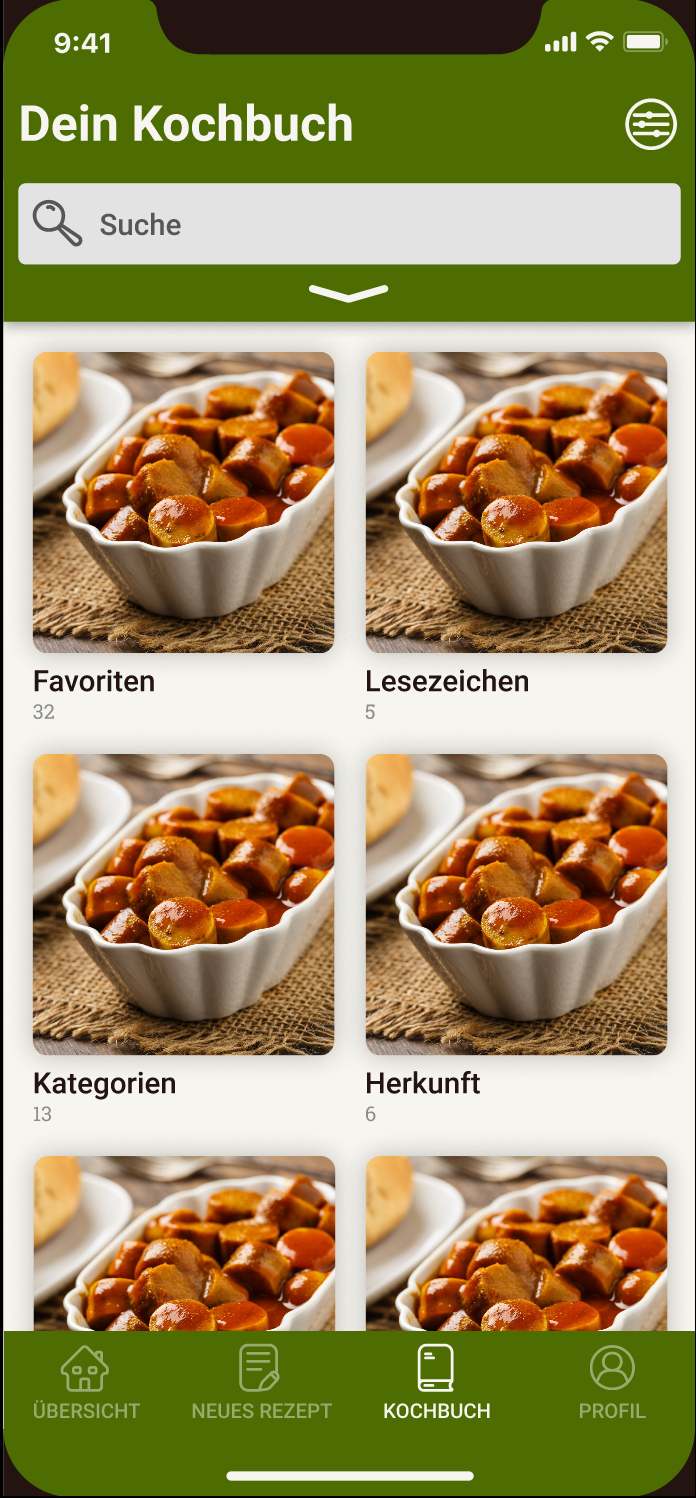 9:41
Dein Kochbuch
Suche
Favoriten
32
Lesezeichen
5
Kategorien
13
Herkunft
6
ÜBERSICHT
NEUES REZEPT
KOCHBUCH
PROFIL